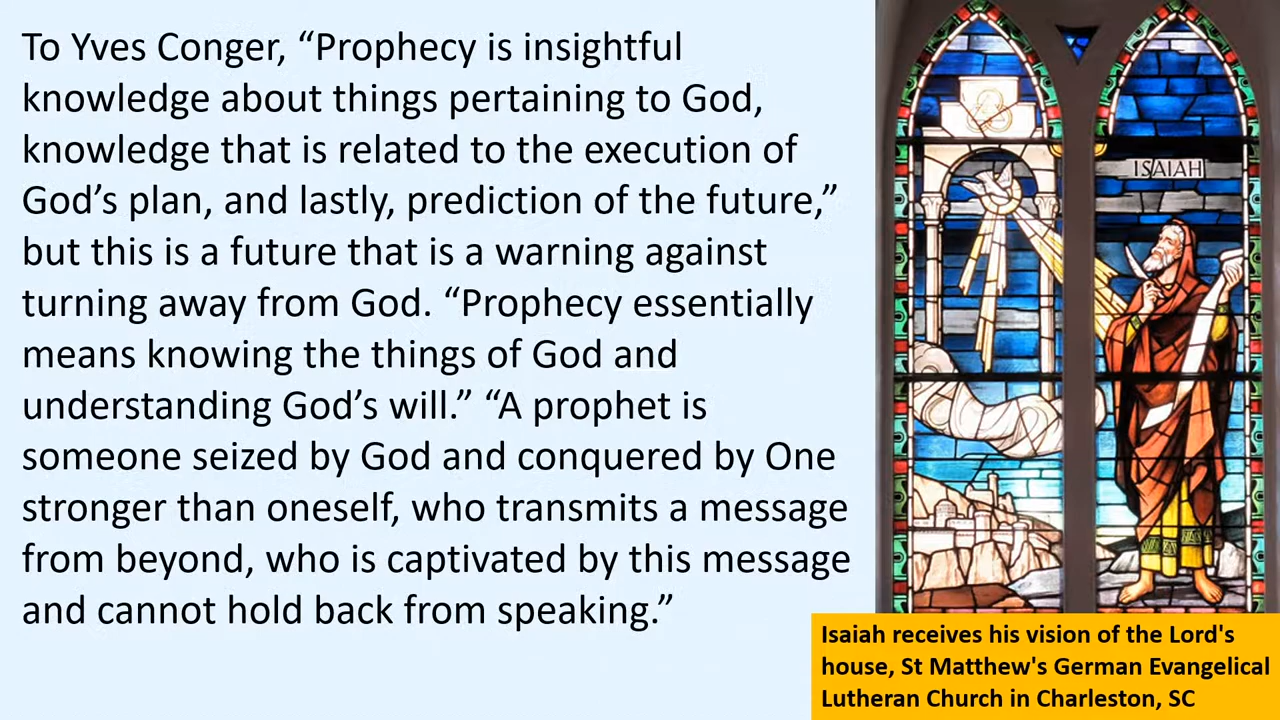 To Yves Conger, “Prophecy is insightful
knowledge about things pertaining to God,
knowledge that is related to the execution of
God’s plan, and lastly, prediction of the future,”
but this is a future that is a warning against
turning away from God. “Prophecy essentially
means knowing the things of God and
understanding God’s will.” “A prophet is
someone seized by God and conquered by One
stronger than oneself, who transmits a message
from beyond, who is captivated by this message
and cannot hold back from speaking.”
ISAIAH
Isaiah receives his vision of the Lord's
house, St Matthew's German Evangelical
Lutheran Church in Charleston, SC